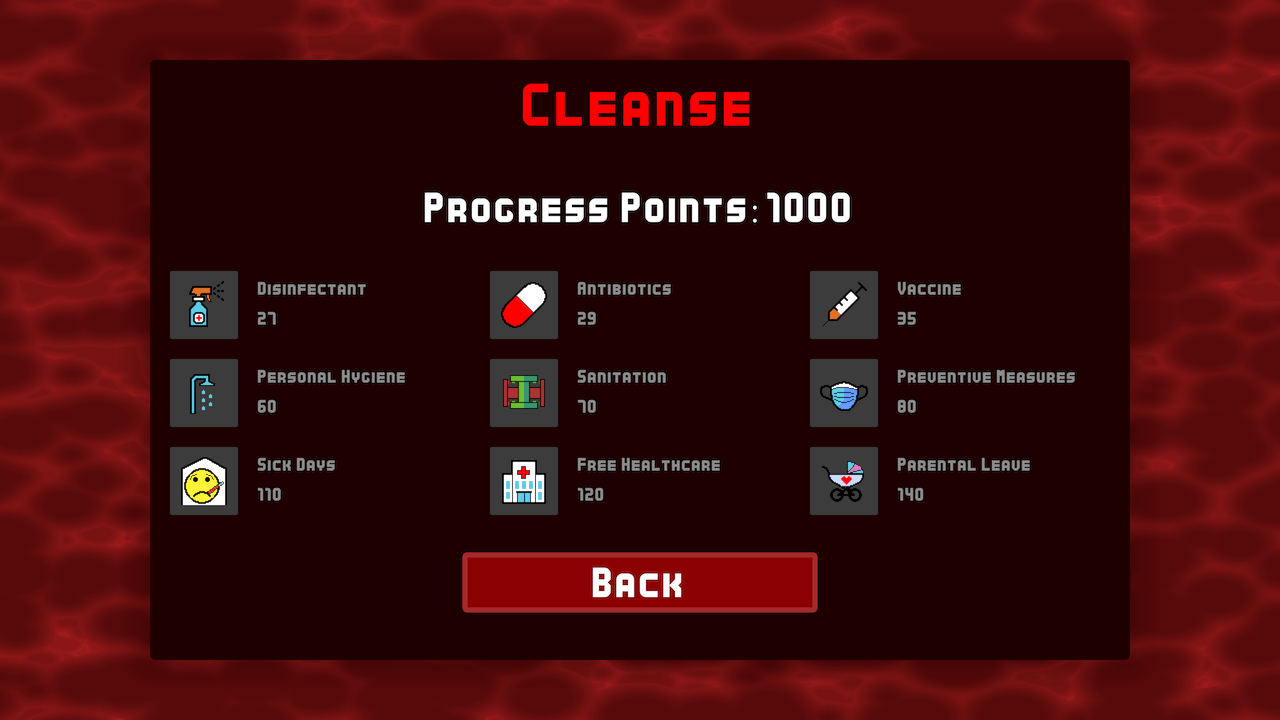 Cleanse
Progress Points: 1000
Disinfectant
27
Antibiotics
29
Vaccine
35
Personal Hygiene
60
Sanitation
70
Preventive Measures
80
Sick Days
110
Free Healthcare
120
Parental Leave
140
Back